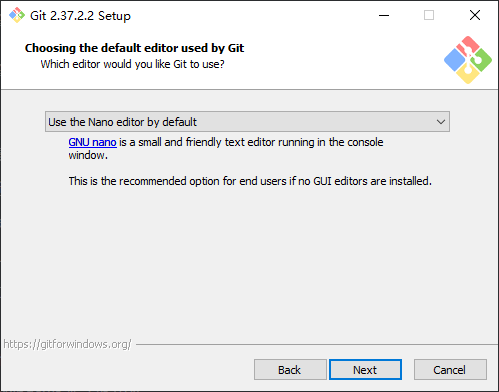 Git 2.37.2.2 Setup
Choosing the default editor used by Git
Which editor would you like Git to use?
Use the Nano editor by default
GNU nano is a small and friendly text editor running in the console
window.
This is the recommended option for end users if no GUI editors are installed.
https://gitforwindows.org/
Back Next Cancel